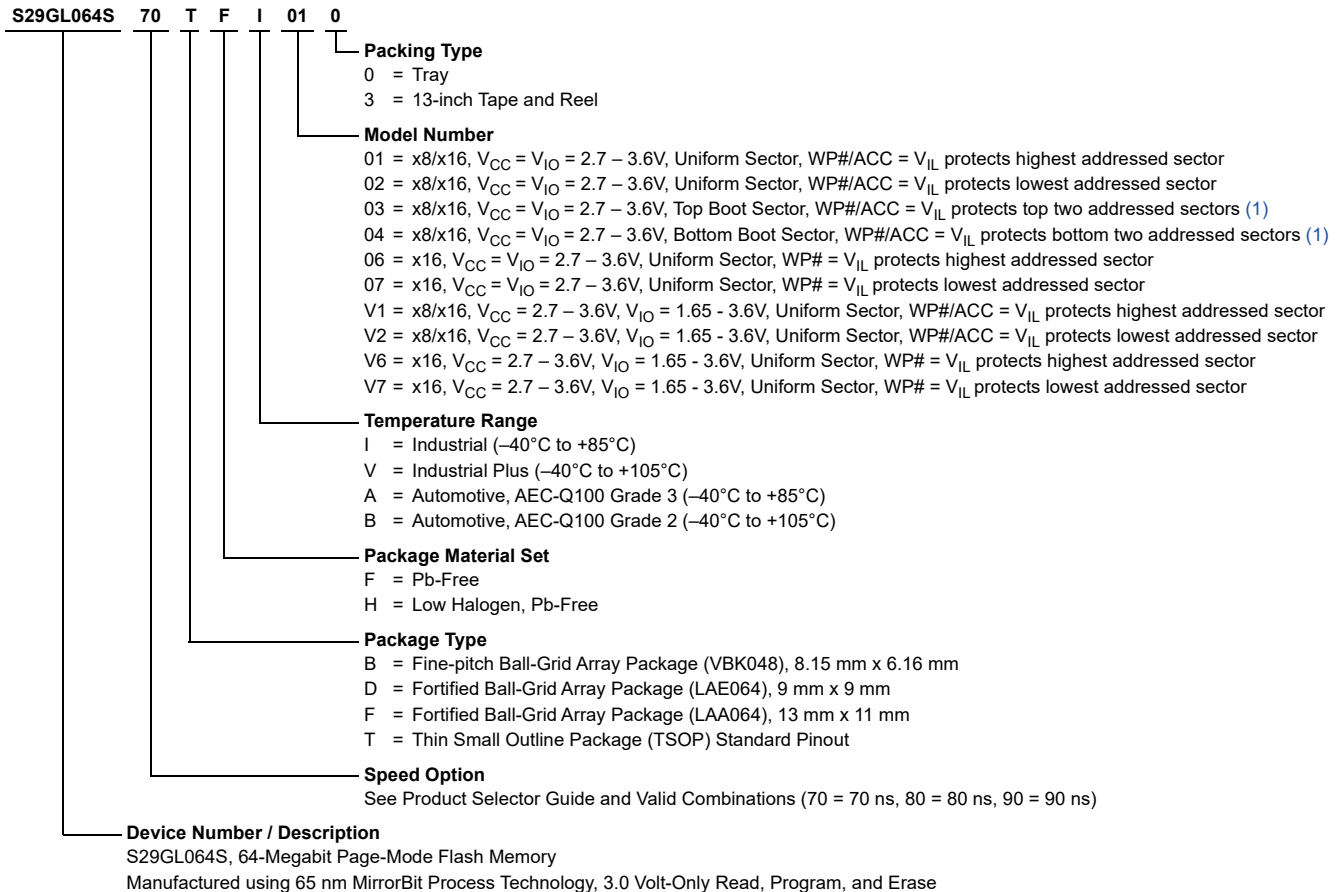 S29GL064S 70 T F I 01 0
Packing Type
0 = Tray
3 = 13-inch Tape and Reel
Model Number
01 = x8/x16, VCC = VIO = 2.7 – 3.6V, Uniform Sector, WP#/ACC = VIL protects highest addressed sector
02 = x8/x16, VCC = VIO = 2.7 – 3.6V, Uniform Sector, WP#/ACC = VIL protects lowest addressed sector
03 = x8/x16, VCC = VIO = 2.7 – 3.6V, Top Boot Sector, WP#/ACC = VIL protects top two addressed sectors (1)
04 = x8/x16, VCC = VIO = 2.7 – 3.6V, Bottom Boot Sector, WP#/ACC = VIL protects bottom two addressed sectors (1)
06 = x16, VCC = VIO = 2.7 – 3.6V, Uniform Sector, WP# = VIL protects highest addressed sector
07 = x16, VCC = VIO = 2.7 – 3.6V, Uniform Sector, WP# = VIL protects lowest addressed sector
V1 = x8/x16, VCC = 2.7 – 3.6V, VIO = 1.65 - 3.6V, Uniform Sector, WP#/ACC = VIL protects highest addressed sector
V2 = x8/x16, VCC = 2.7 – 3.6V, VIO = 1.65 - 3.6V, Uniform Sector, WP#/ACC = VIL protects lowest addressed sector
V6 = x16, VCC = 2.7 – 3.6V, VIO = 1.65 - 3.6V, Uniform Sector, WP# = VIL protects highest addressed sector
V7 = x16, VCC = 2.7 – 3.6V, VIO = 1.65 - 3.6V, Uniform Sector, WP# = VIL protects lowest addressed sector
Temperature Range
I = Industrial (–40°C to +85°C)
V = Industrial Plus (–40°C to +105°C)
A = Automotive, AEC-Q100 Grade 3 (–40°C to +85°C)
B = Automotive, AEC-Q100 Grade 2 (–40°C to +105°C)
Package Material Set
F = Pb-Free
H = Low Halogen, Pb-Free
Package Type
B = Fine-pitch Ball-Grid Array Package (VBK048), 8.15 mm x 6.16 mm
D = Fortified Ball-Grid Array Package (LAE064), 9 mm x 9 mm
F = Fortified Ball-Grid Array Package (LAA064), 13 mm x 11 mm
T = Thin Small Outline Package (TSOP) Standard Pinout
Speed Option
See Product Selector Guide and Valid Combinations (70 = 70 ns, 80 = 80 ns, 90 = 90 ns)
Device Number / Description
S29GL064S, 64-Megabit Page-Mode Flash Memory
Manufactured using 65 nm MirrorBit Process Technology, 3.0 Volt-Only Read, Program, and Erase